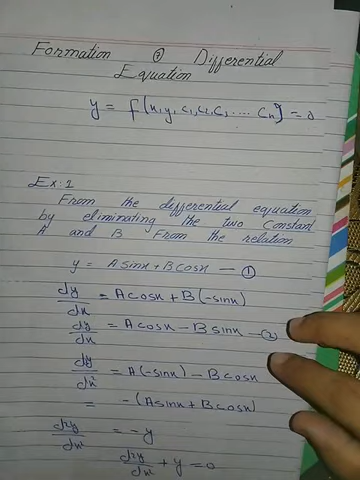 Formation of Differential
Equation
y = f(x, y, c₁, c₂, c₃ .... cₙ) = 0
Ex. 1
From the differential equation
by eliminating the two Constant
A and B From the relation
y = A sinx + B cosx — ①
dy/dx = A cosx + B(-sinx)
dy/dx = A cosx - B sinx — ②
dy/dx² = A(-sinx) - B cosx
= -(A sinx + B cosx)
d²y/dx² = -y
d²y/dx² + y = 0